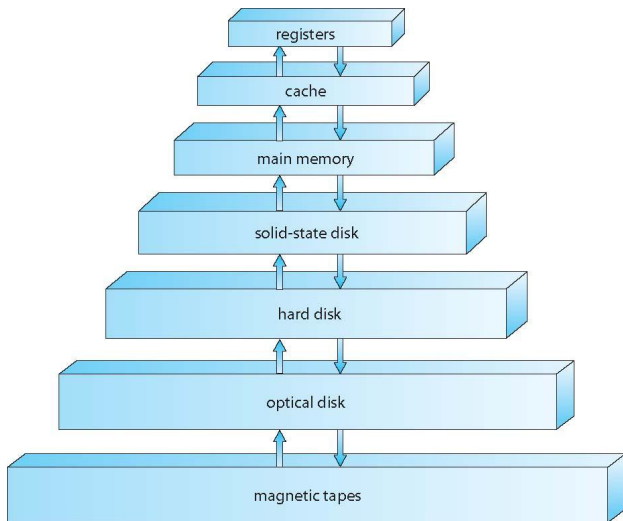 registers
cache
main memory
solid-state disk
hard disk
optical disk
magnetic tapes